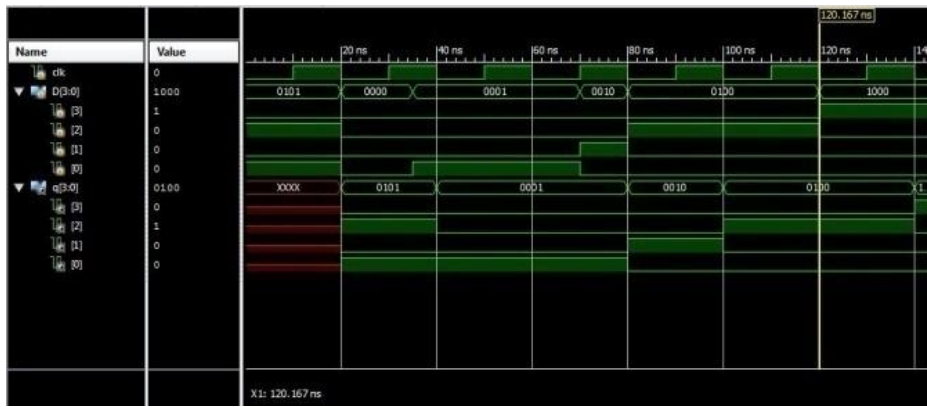 120.167 ns
Name Value 20 ns 40 ns 60 ns 80 ns 100 ns 120 ns 14
clk 0
D[3:0] 1000 0101 0000 0001 0010 0100 1000
[3] 1
[2] 0
[1] 0
[0] 0
q[3:0] 0100 XXXX 0101 0001 0010 0100 1
[3] 0
[2] 1
[1] 0
[0] 0
X1: 120.167 ns